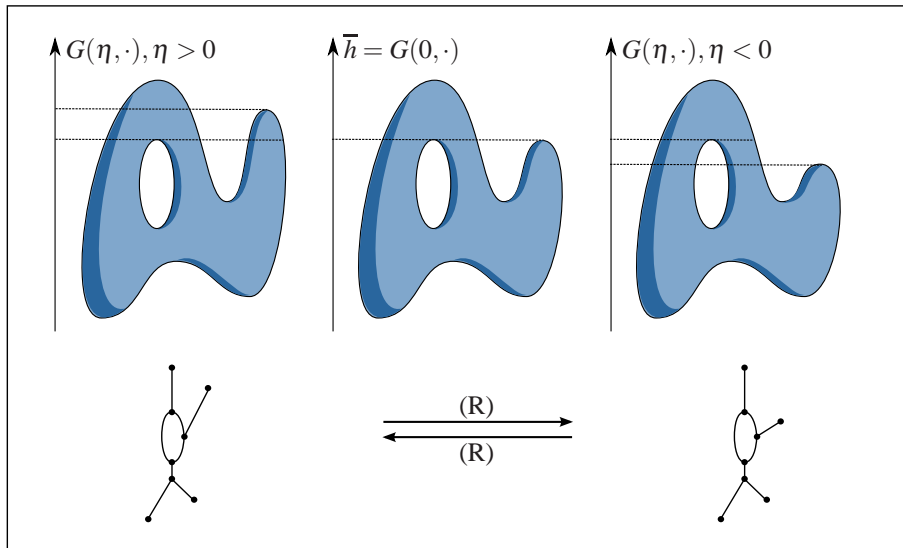 G(η,·),η > 0
h̅ = G(0,·)
G(η,·),η < 0
(R)
(R)